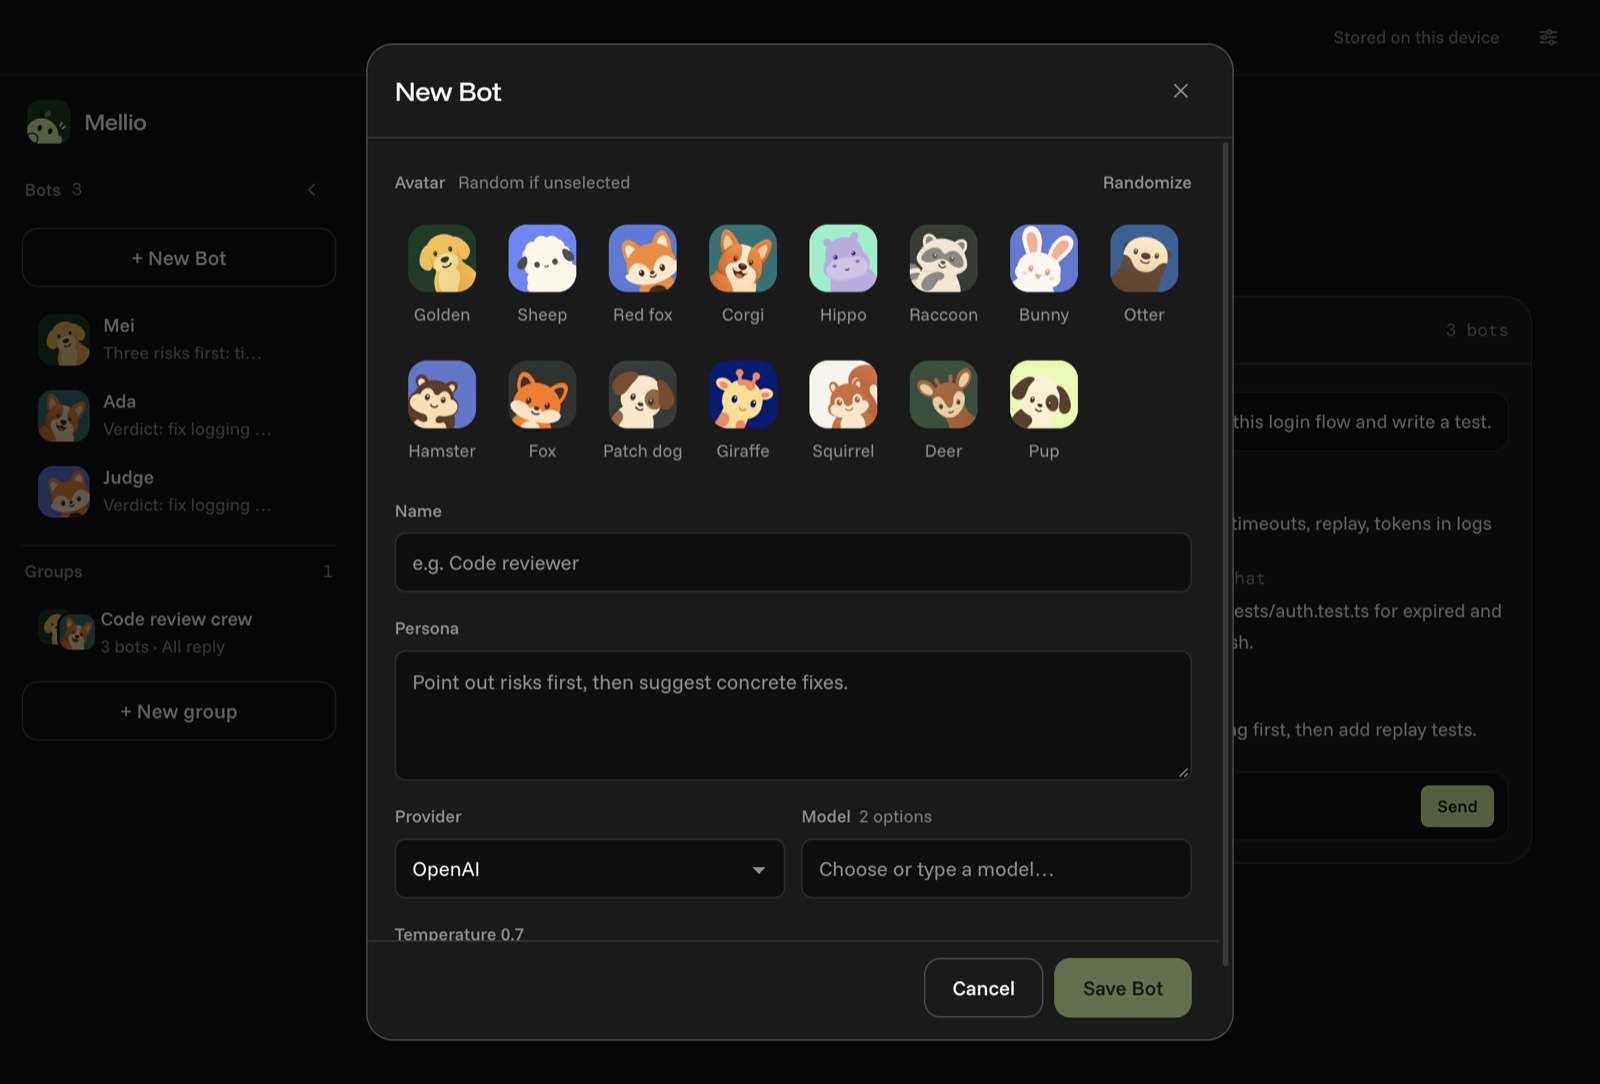 Stored on this device
Mellio
Bots 3
+ New Bot
Mei
Three risks first: ti...
Ada
Verdict: fix logging ...
Judge
Verdict: fix logging ...
Groups 1
Code review crew
3 bots · All reply
+ New group
New Bot
Avatar Random if unselected Randomize
Golden Sheep Red fox Corgi Hippo Raccoon Bunny Otter
Hamster Fox Patch dog Giraffe Squirrel Deer Pup
Name
e.g. Code reviewer
Persona
Point out risks first, then suggest concrete fixes.
Provider
OpenAI
Model 2 options
Choose or type a model...
Temperature 0.7
Cancel Save Bot
3 bots
this login flow and write a test.
timeouts, replay, tokens in logs
hat
ests/auth.test.ts for expired and
sh.
g first, then add replay tests.
Send